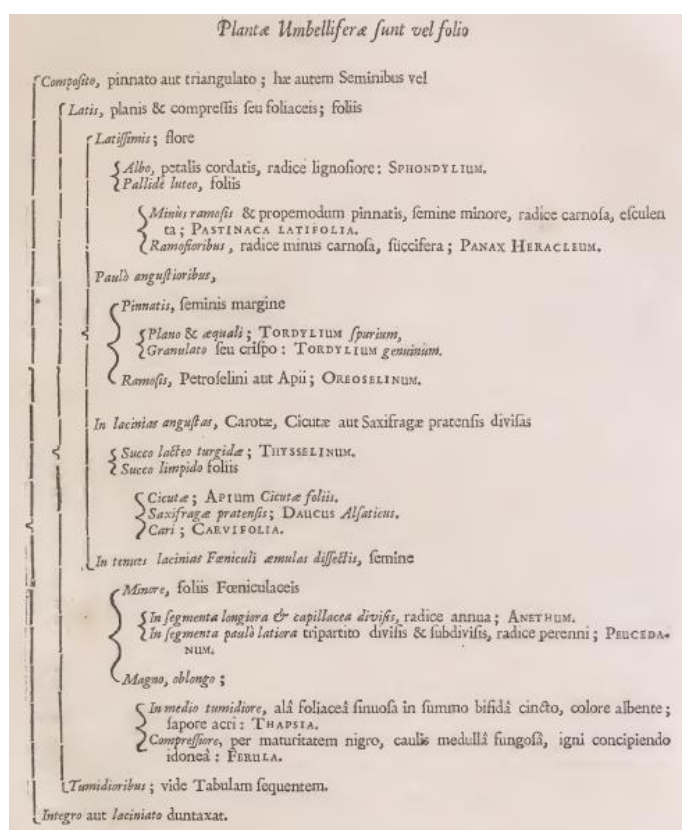 Plantæ Umbelliferæ ſunt vel folio
Compoſito, pinnato aut triangulato ; hæ autem Seminibus vel
Latis, planis & compreſſis ſeu foliaceis ; foliis
Latiſſimis ; flore
Albo, petalis cordatis, radice lignoſiore : SPHONDYLIUM.
Pallidè luteo, foliis
Minùs ramoſis & propemodum pinnatis, ſemine minore, radice carnoſa, eſculen
ta ; PASTINACA LATIFOLIA.
Ramoſioribus, radice minus carnoſa, ſuccifera ; PANAX HERACLEUM.
Paulò anguſtioribus,
Pinnatis, ſeminis margine
Plano & æquali ; TORDYLIUM ſpurium,
Granulato ſeu criſpo : TORDYLIUM genuinum.
Ramoſis, Petroſelini aut Apii ; OREOSELINUM.
In lacinias anguſtas, Carotæ, Cicutæ aut Saxifragæ pratenſis diviſas
Succo lacteo turgidæ ; THYSSELINUM.
Succo limpido foliis
Cicutæ ; APIUM Cicutæ foliis.
Saxifragæ pratenſis ; DAUCUS Alſaticus.
Cari ; CARVIFOLIA.
In tenues lacinias Fœniculi æmulas diſſectis, ſemine
Minore, foliis Fœniculaceis
In ſegmenta longiora & capillacea diviſis, radice annua ; ANETHUM.
In ſegmenta paulò latiora tripartito diviſis & ſubdiviſis, radice perenni ; PEUCEDA-
NUM.
Magno, oblongo ;
In medio tumidiore, alâ foliaceâ ſinuoſa in ſummo bifidâ cincto, colore albente ;
ſapore acri : THAPSIA.
Compreſſiore, per maturitatem nigro, caulis medullâ fungoſâ, igni concipiendo
idoneâ : FERULA.
Tumidioribus ; vide Tabulam ſequentem.
Integro aut laciniato duntaxat.